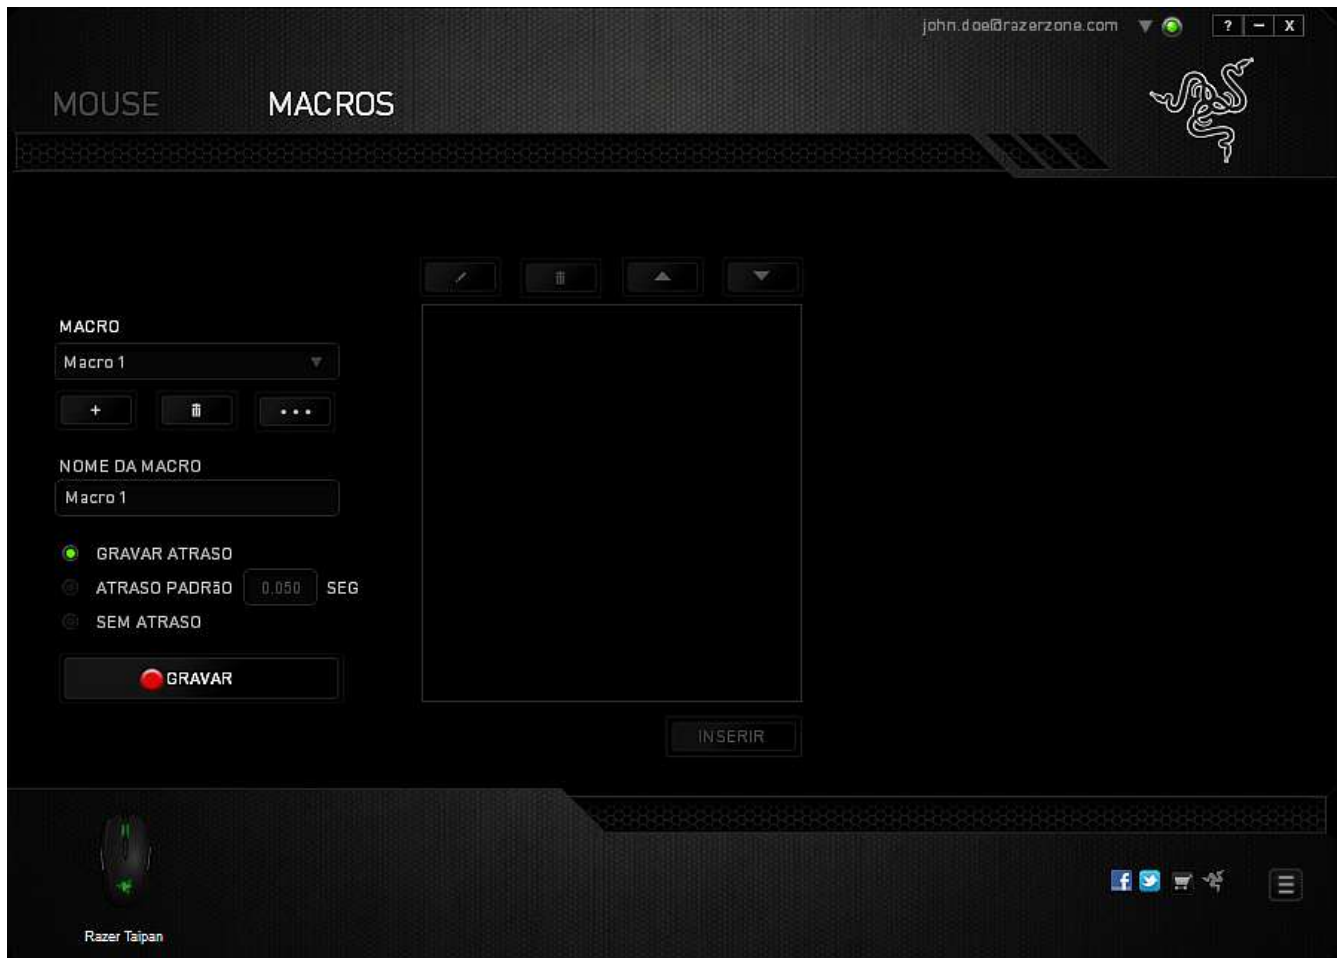 john.doe@razerzone.com
? – X
MOUSE MACROS
MACRO
Macro 1
+ •••
NOME DA MACRO
Macro 1
GRAVAR ATRASO
ATRASO PADRãO 0.050 SEG
SEM ATRASO
GRAVAR
INSERIR
Razer Taipan